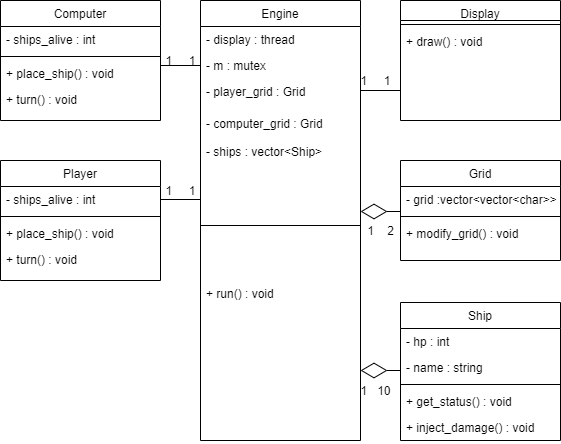 Computer
- ships_alive : int
+ place_ship() : void
+ turn() : void
Player
- ships_alive : int
+ place_ship() : void
+ turn() : void
1
1
1
1
Engine
- display : thread
- m : mutex
- player_grid : Grid
- computer_grid : Grid
- ships : vector<Ship>
+ run() : void
1
1
1
2
1
10
Display
+ draw() : void
Grid
- grid :vector<vector<char>>
+ modify_grid() : void
Ship
- hp : int
- name : string
+ get_status() : void
+ inject_damage() : void